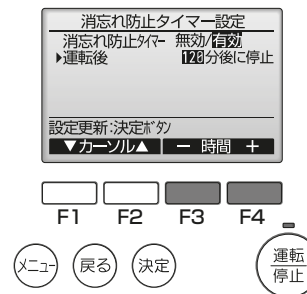 消忘れ防止タイマー設定
消忘れ防止ﾀｲﾏｰ 無効/有効
▶運転後 120分後に停止
設定更新:決定ﾎﾞﾀﾝ
▼カーソル▲ － 時間 ＋
F1 F2 F3 F4
メニュー 戻る 決定 運転
停止